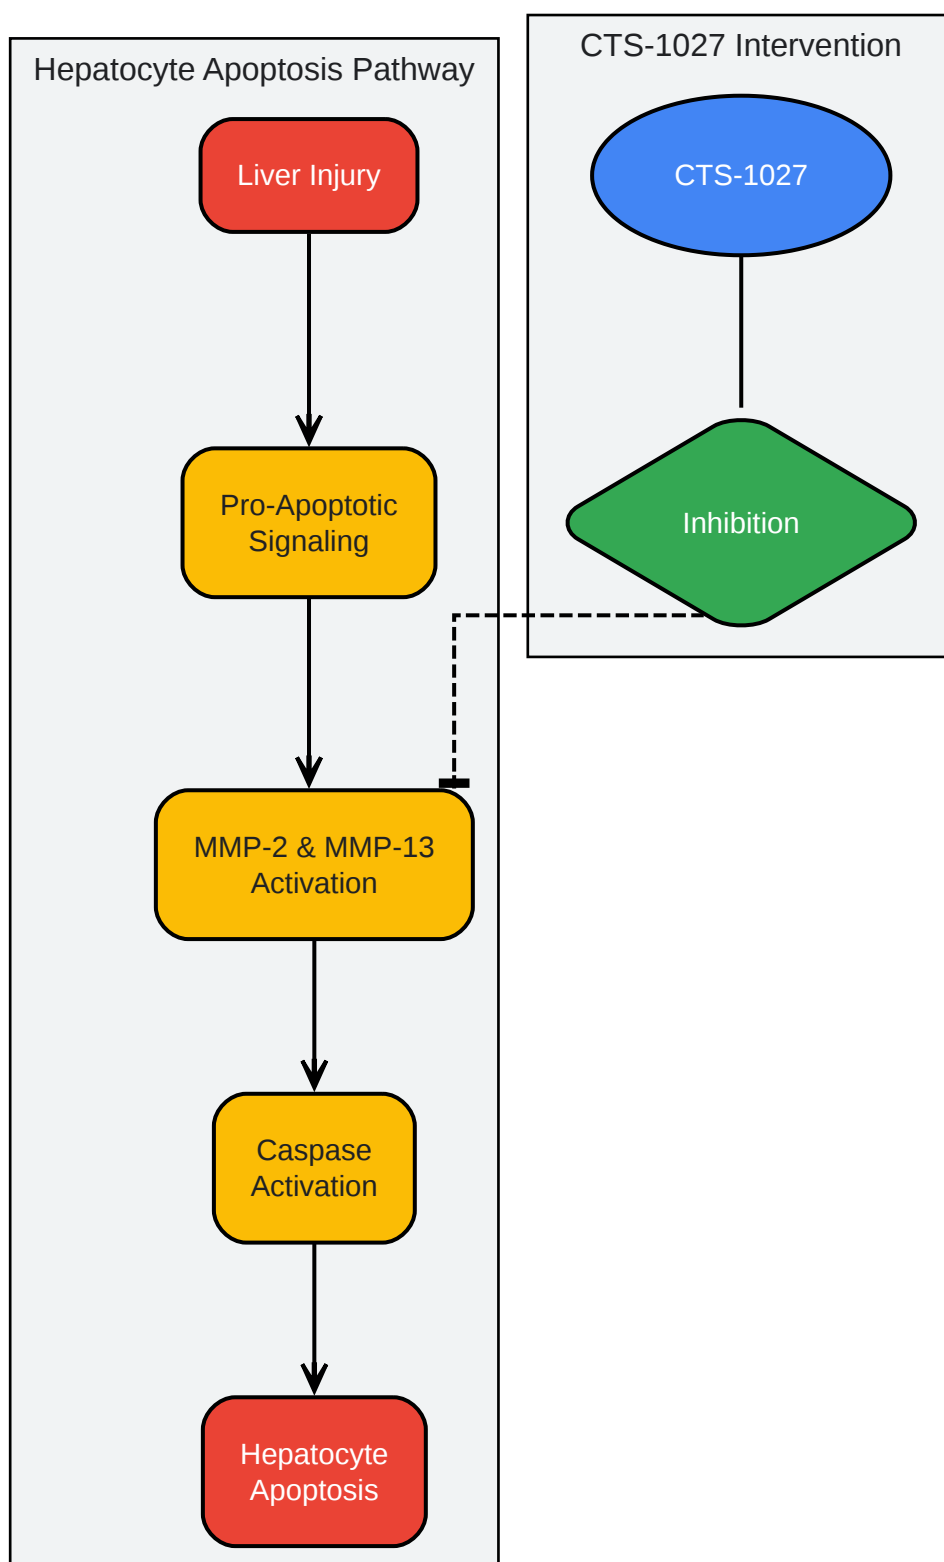 Hepatocyte Apoptosis Pathway
Liver Injury
Pro-Apoptotic
Signaling
MMP-2 & MMP-13
Activation
Caspase
Activation
Hepatocyte
Apoptosis
CTS-1027 Intervention
CTS-1027
Inhibition